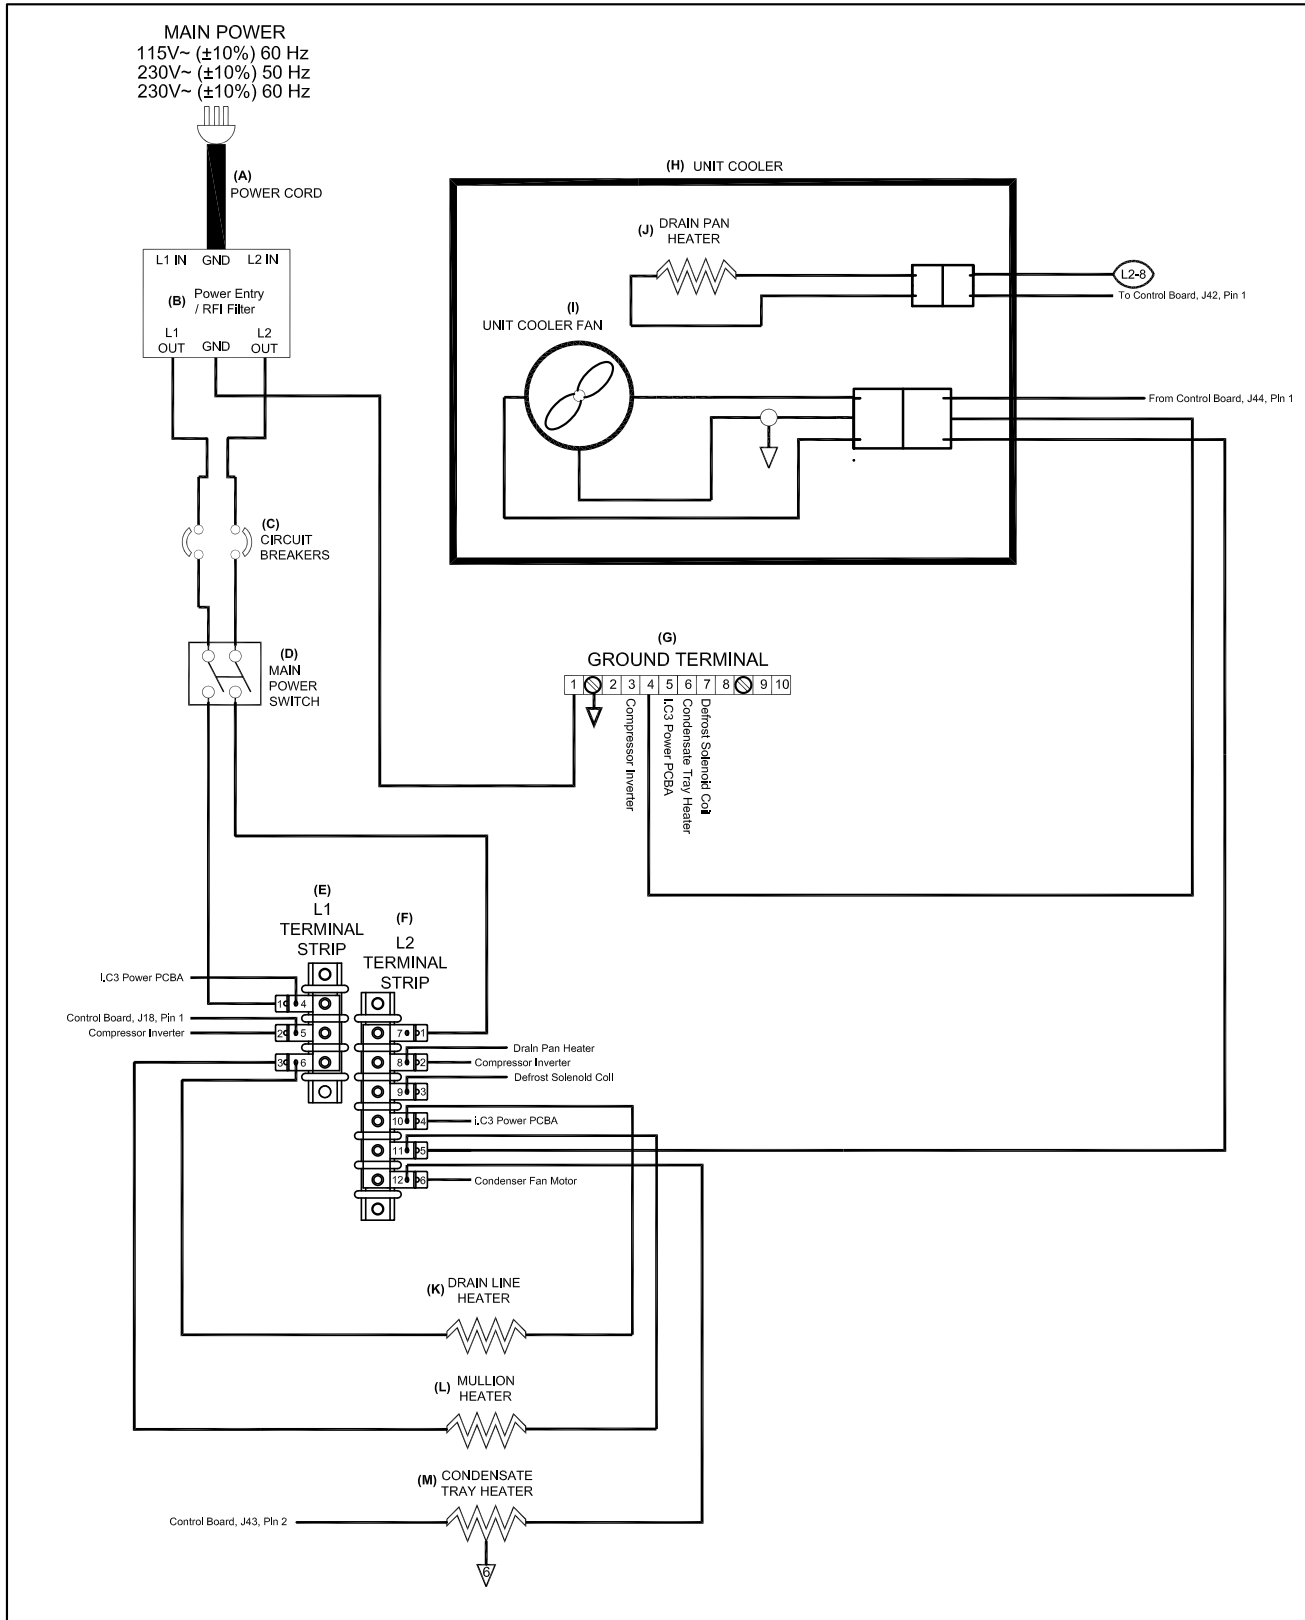 MAIN POWER
115V~ (±10%) 60 Hz
230V~ (±10%) 50 Hz
230V~ (±10%) 60 Hz
(A)
POWER CORD
L1 IN GND L2 IN
(B) Power Entry
/ RFI Filter
L1
OUT
GND
L2
OUT
(C)
CIRCUIT
BREAKERS
(D)
MAIN
POWER
SWITCH
(H) UNIT COOLER
(J) DRAIN PAN
HEATER
L2-8
To Control Board, J42, Pin 1
(I)
UNIT COOLER FAN
From Control Board, J44, Pin 1
(G)
GROUND TERMINAL
1 2 3 4 5 6 7 8 9 10
Compressor Inverter
I.C3 Power PCBA
Condensate Tray Heater
Defrost Solenoid Coil
(E)
L1
TERMINAL
STRIP
(F)
L2
TERMINAL
STRIP
I.C3 Power PCBA
1 4
Control Board, J18, Pin 1
Compressor Inverter
2 5
3 6
7 1
Drain Pan Heater
8 2
Compressor Inverter
Defrost Solenoid Coil
9 3
10 4
I.C3 Power PCBA
11 5
12 6
Condenser Fan Motor
(K) DRAIN LINE
HEATER
(L) MULLION
HEATER
(M) CONDENSATE
TRAY HEATER
Control Board, J43, Pin 2
6